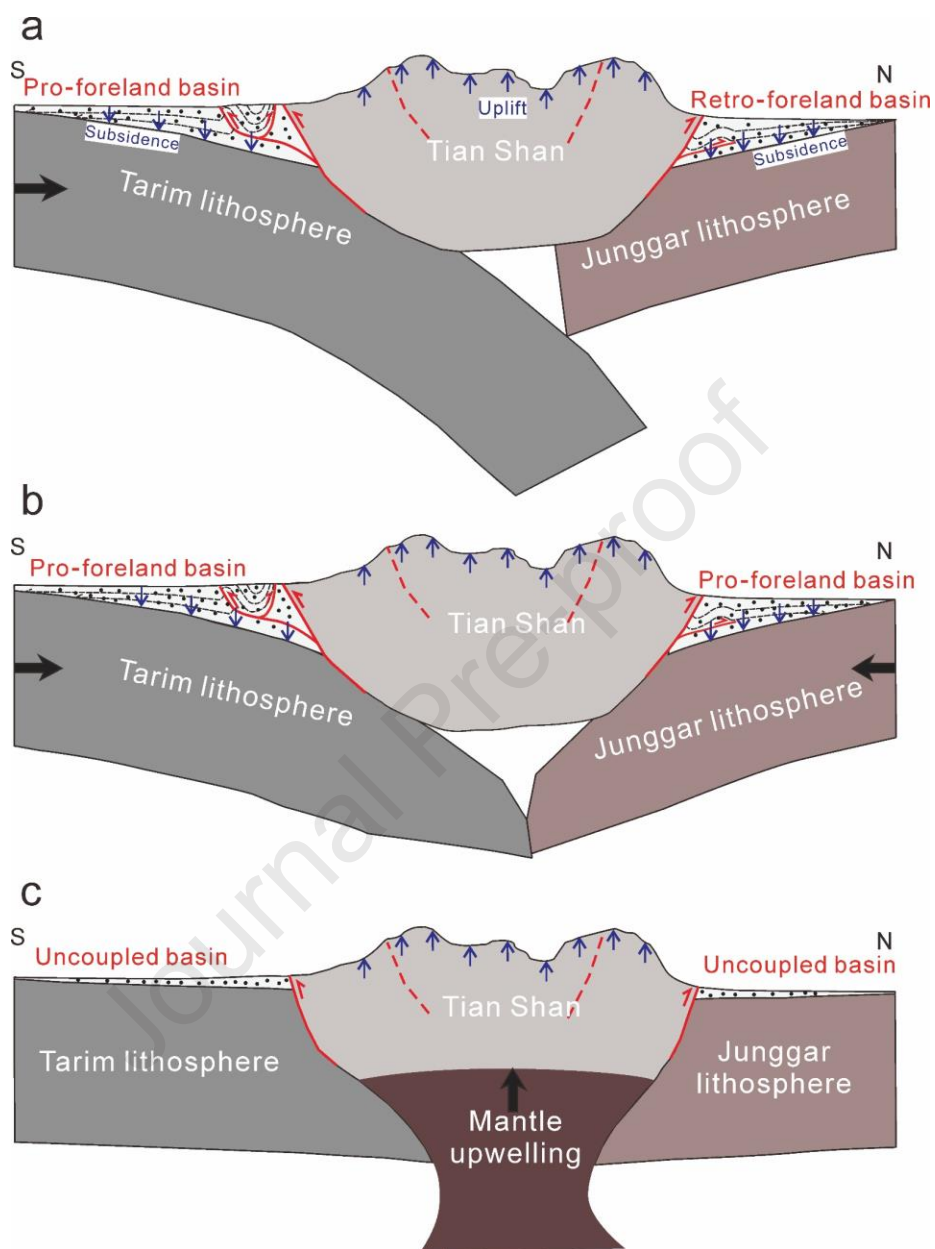 a
S
N
Pro-foreland basin
Retro-foreland basin
Uplift
Subsidence
Tian Shan
Subsidence
Tarim lithosphere
Junggar lithosphere
b
S
N
Pro-foreland basin
Pro-foreland basin
Tian Shan
Tarim lithosphere
Junggar lithosphere
c
S
N
Uncoupled basin
Uncoupled basin
Tian Shan
Tarim lithosphere
Junggar
lithosphere
Mantle
upwelling
Journal Pre-proof